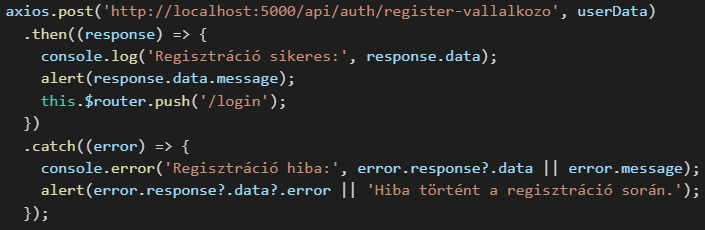 axios.post('http://localhost:5000/api/auth/register-vallalkozo', userData)
  .then((response) => {
    console.log('Regisztráció sikeres:', response.data);
    alert(response.data.message);
    this.$router.push('/login');
  })
  .catch((error) => {
    console.error('Regisztráció hiba:', error.response?.data || error.message);
    alert(error.response?.data?.error || 'Hiba történt a regisztráció során.');
  });